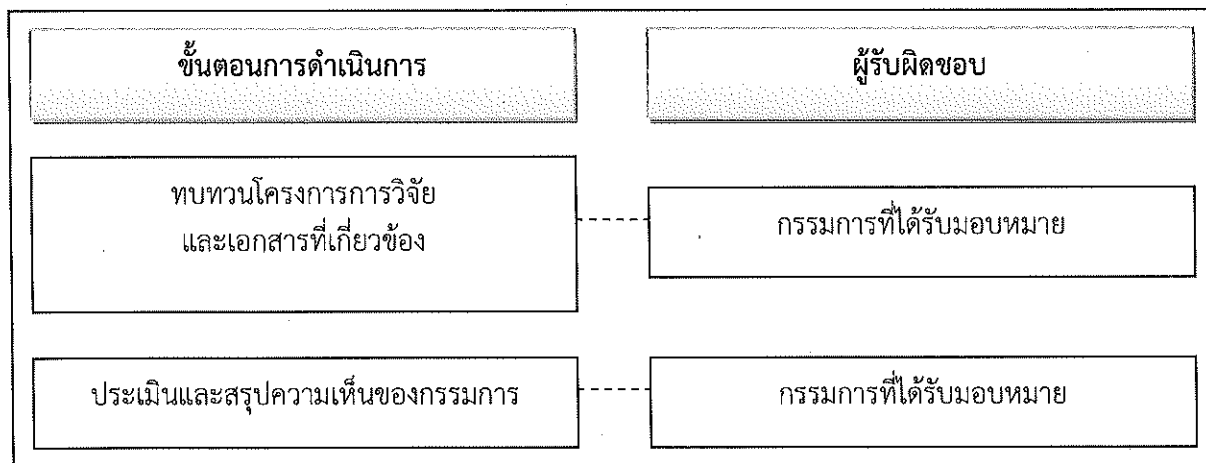 ขั้นตอนการดำเนินการ
ผู้รับผิดชอบ
ทบทวนโครงการการวิจัย
และเอกสารที่เกี่ยวข้อง
กรรมการที่ได้รับมอบหมาย
ประเมินและสรุปความเห็นของกรรมการ
กรรมการที่ได้รับมอบหมาย